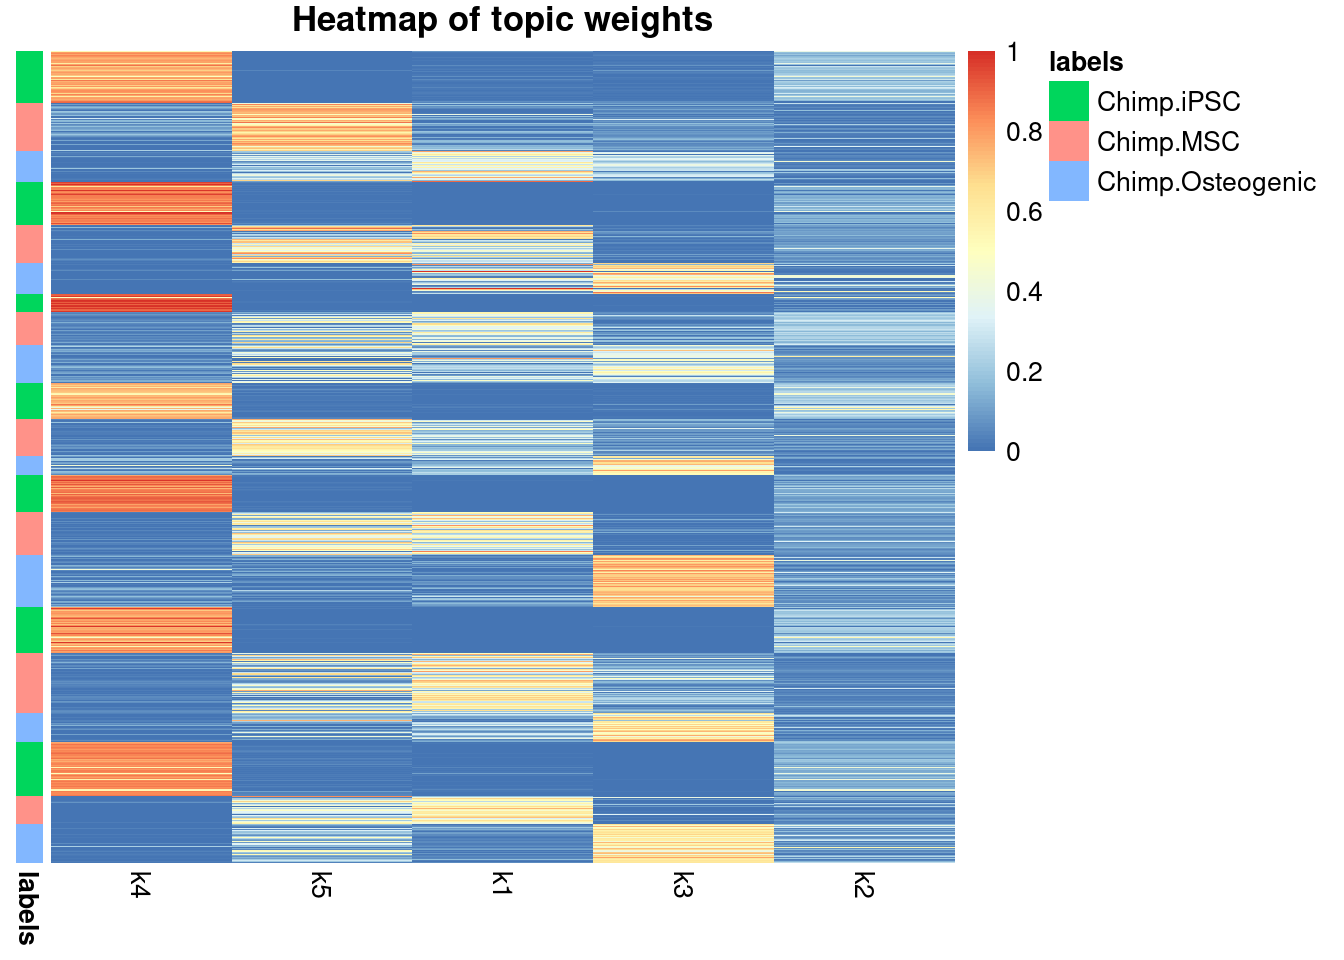 Heatmap of topic weights
1
0.8
0.6
0.4
0.2
0
labels
Chimp.iPSC
Chimp.MSC
Chimp.Osteogenic
labels
k4
k5
k1
k3
k2